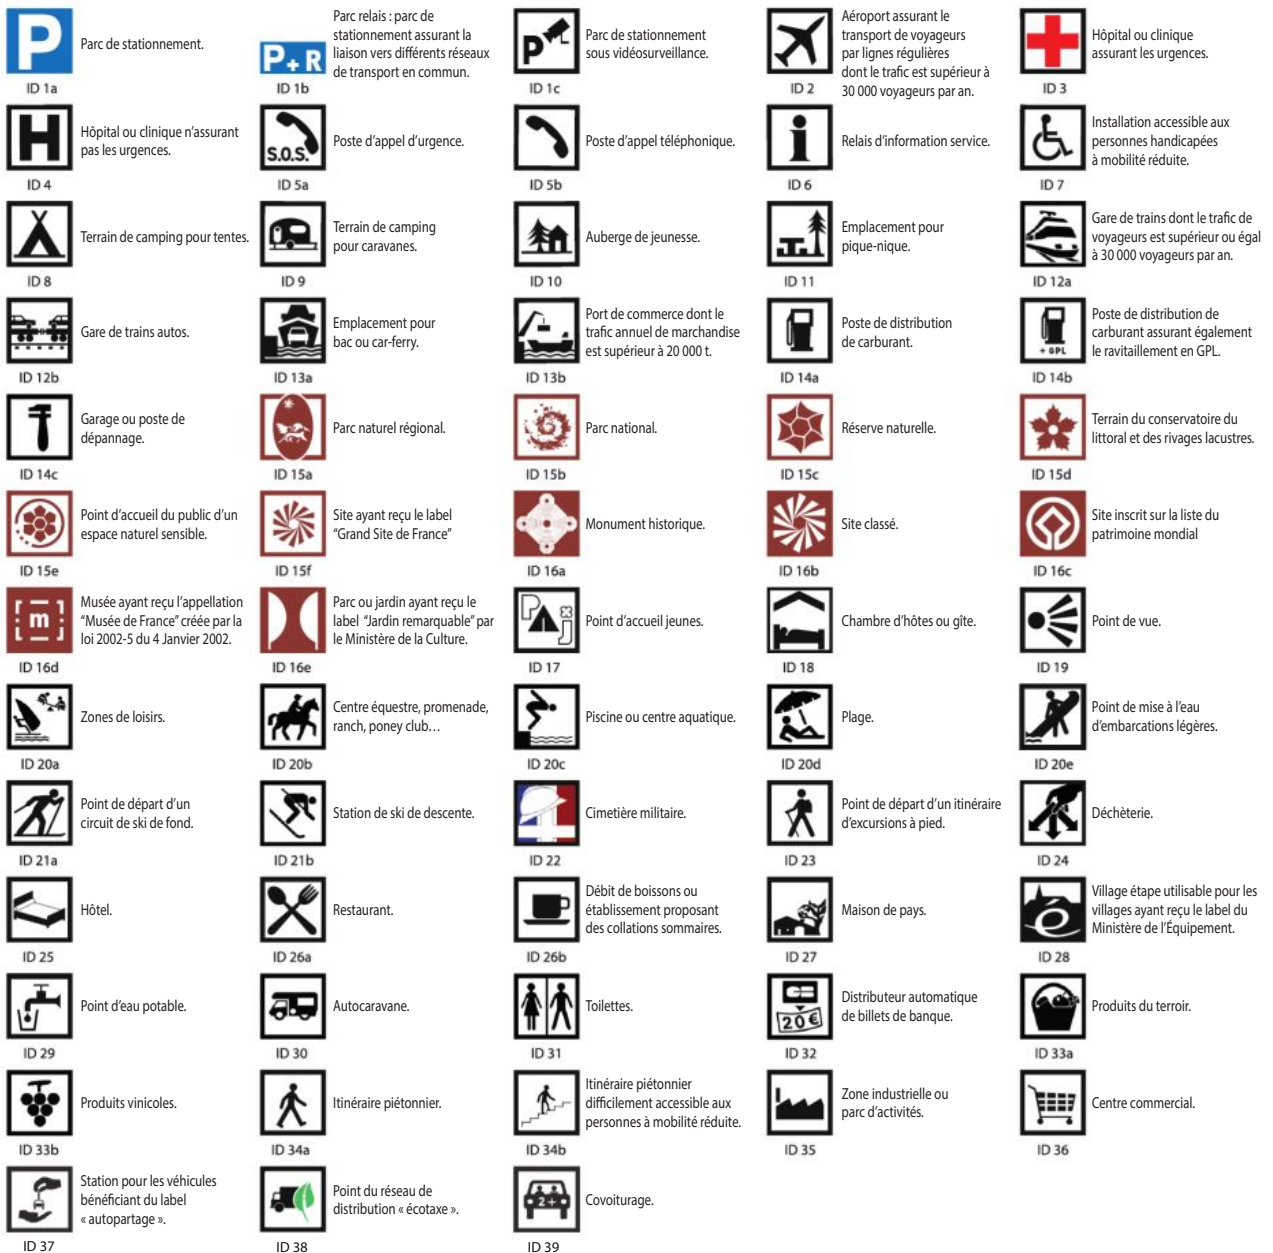 P
Parc de stationnement.
ID 1a
P+R
Parc relais : parc de
stationnement assurant la
liaison vers différents réseaux
de transport en commun.
ID 1b
P
Parc de stationnement
sous vidéosurveillance.
ID 1c
Aéroport assurant le
transport de voyageurs
par lignes régulières
dont le trafic est supérieur à
30 000 voyageurs par an.
ID 2
Hôpital ou clinique
assurant les urgences.
ID 3
H
Hôpital ou clinique n’assurant
pas les urgences.
ID 4
S.O.S.
Poste d’appel d’urgence.
ID 5a
Poste d’appel téléphonique.
ID 5b
i
Relais d’information service.
ID 6
Installation accessible aux
personnes handicapées
à mobilité réduite.
ID 7
Terrain de camping pour tentes.
ID 8
Terrain de camping
pour caravanes.
ID 9
Auberge de jeunesse.
ID 10
Emplacement pour
pique-nique.
ID 11
Gare de trains dont le trafic de
voyageurs est supérieur ou égal
à 30 000 voyageurs par an.
ID 12a
Gare de trains autos.
ID 12b
Emplacement pour
bac ou car-ferry.
ID 13a
Port de commerce dont le
trafic annuel de marchandise
est supérieur à 20 000 t.
ID 13b
Poste de distribution
de carburant.
ID 14a
+ GPL
Poste de distribution de
carburant assurant également
le ravitaillement en GPL.
ID 14b
Garage ou poste de
dépannage.
ID 14c
Parc naturel régional.
ID 15a
Parc national.
ID 15b
Réserve naturelle.
ID 15c
Terrain du conservatoire du
littoral et des rivages lacustres.
ID 15d
Point d’accueil du public d’un
espace naturel sensible.
ID 15e
Site ayant reçu le label
“Grand Site de France”
ID 15f
Monument historique.
ID 16a
Site classé.
ID 16b
Site inscrit sur la liste du
patrimoine mondial
ID 16c
m
Musée ayant reçu l’appellation
“Musée de France” créée par la
loi 2002-5 du 4 Janvier 2002.
ID 16d
Parc ou jardin ayant reçu le
label “Jardin remarquable” par
le Ministère de la Culture.
ID 16e
PAj
Point d’accueil jeunes.
ID 17
Chambre d’hôtes ou gîte.
ID 18
Point de vue.
ID 19
Zones de loisirs.
ID 20a
Centre équestre, promenade,
ranch, poney club…
ID 20b
Piscine ou centre aquatique.
ID 20c
Plage.
ID 20d
Point de mise à l’eau
d’embarcations légères.
ID 20e
Point de départ d’un
circuit de ski de fond.
ID 21a
Station de ski de descente.
ID 21b
Cimetière militaire.
ID 22
Point de départ d’un itinéraire
d’excursions à pied.
ID 23
Déchèterie.
ID 24
Hôtel.
ID 25
Restaurant.
ID 26a
Débit de boissons ou
établissement proposant
des collations sommaires.
ID 26b
Maison de pays.
ID 27
é
Village étape utilisable pour les
villages ayant reçu le label du
Ministère de l’Équipement.
ID 28
Point d’eau potable.
ID 29
Autocaravane.
ID 30
Toilettes.
ID 31
20€
Distributeur automatique
de billets de banque.
ID 32
Produits du terroir.
ID 33a
Produits vinicoles.
ID 33b
Itinéraire piétonnier.
ID 34a
Itinéraire piétonnier
difficilement accessible aux
personnes à mobilité réduite.
ID 34b
Zone industrielle ou
parc d’activités.
ID 35
Centre commercial.
ID 36
Station pour les véhicules
bénéficiant du label
« autopartage ».
ID 37
Point du réseau de
distribution « écotaxe ».
ID 38
2+
Covoiturage.
ID 39